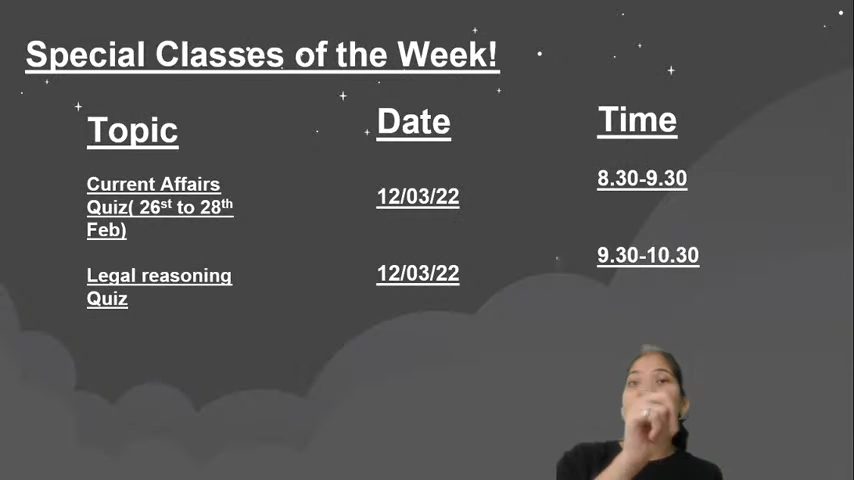 Special Classes of the Week!
Topic Date Time
Current Affairs
Quiz( 26st to 28th
Feb)
12/03/22
8.30-9.30
Legal reasoning
Quiz
12/03/22
9.30-10.30